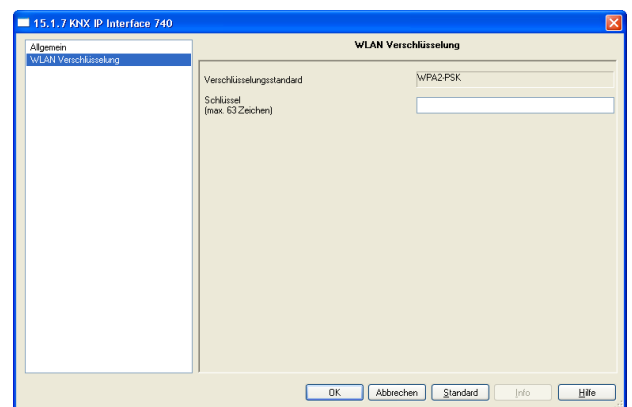 15.1.7 KNX IP Interface 740
Allgemein
WLAN Verschlüsselung
WLAN Verschlüsselung
Verschlüsselungsstandard
WPA2-PSK
Schlüssel
(max. 63 Zeichen)
OK
Abbrechen
Standard
Info
Hilfe